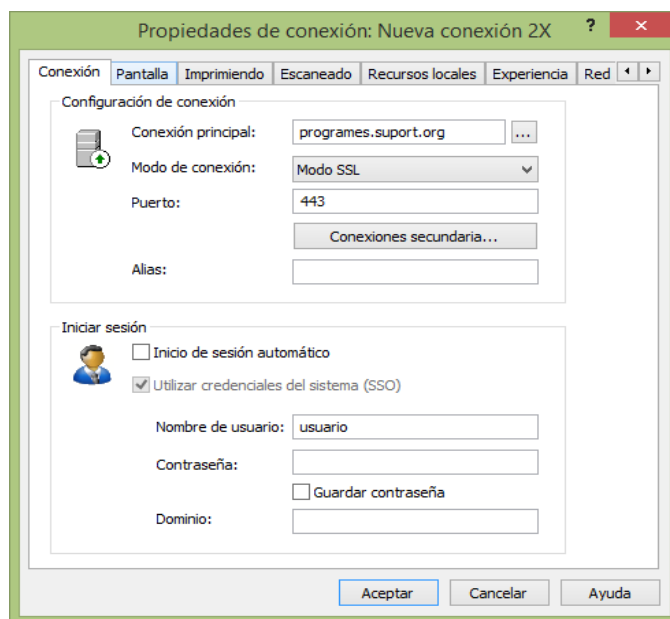 Propiedades de conexión: Nueva conexión 2X ?
Conexión Pantalla Imprimiendo Escaneado Recursos locales Experiencia Red
Configuración de conexión
Conexión principal: programes.suport.org ...
Modo de conexión: Modo SSL
Puerto: 443
Conexiones secundaria...
Alias:
Iniciar sesión
Inicio de sesión automático
Utilizar credenciales del sistema (SSO)
Nombre de usuario: usuario
Contraseña:
Guardar contraseña
Dominio:
Aceptar Cancelar Ayuda